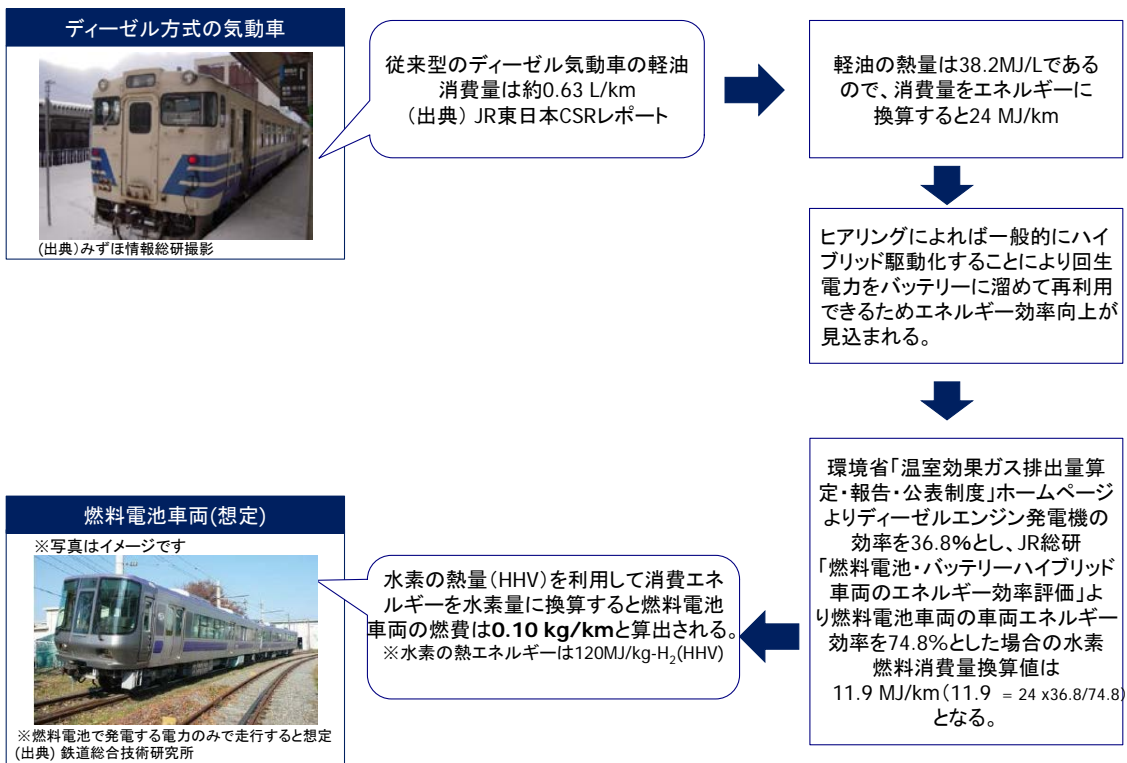 ディーゼル方式の気動車
(出典)みずほ情報総研撮影
従来型のディーゼル気動車の軽油
消費量は約0.63 L/km
(出典) JR東日本CSRレポート
軽油の熱量は38.2MJ/Lである
ので、消費量をエネルギーに
換算すると24 MJ/km
ヒアリングによれば一般的にハイ
ブリッド駆動化することにより回生
電力をバッテリーに溜めて再利用
できるためエネルギー効率向上が
見込まれる。
環境省「温室効果ガス排出量算
定・報告・公表制度」ホームページ
よりディーゼルエンジン発電機の
効率を36.8%とし、JR総研
「燃料電池・バッテリーハイブリッド
車両のエネルギー効率評価」よ
り燃料電池車両の車両エネルギー
効率を74.8%とした場合の水素
燃料消費量換算値は
11.9 MJ/km(11.9 = 24 x36.8/74.8)
となる。
水素の熱量(HHV)を利用して消費エネ
ルギーを水素量に換算すると燃料電池
車両の燃費は0.10 kg/kmと算出される。
※水素の熱エネルギーは120MJ/kg-H₂(HHV)
燃料電池車両(想定)
※写真はイメージです
※燃料電池で発電する電力のみで走行すると想定
(出典) 鉄道総合技術研究所